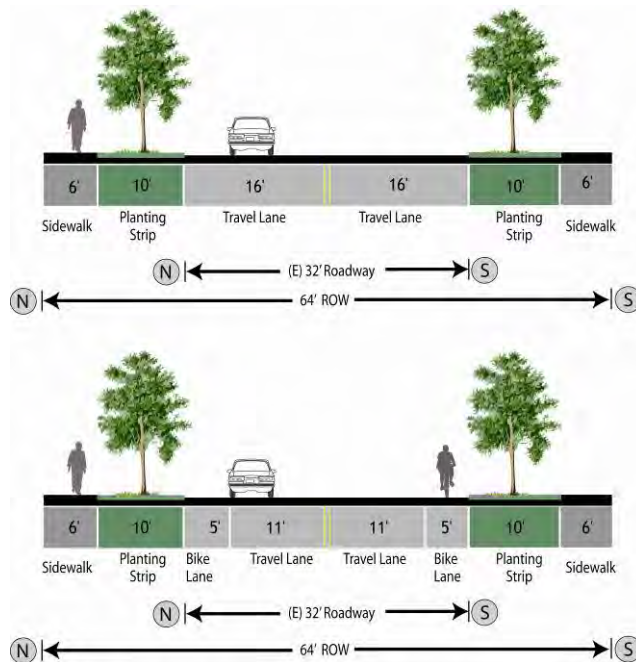 6' 10' 16' 16' 10' 6'
Sidewalk Planting Strip Travel Lane Travel Lane Planting Strip Sidewalk
N (E) 32' Roadway S
N 64' ROW S
6' 10' 5' 11' 11' 5' 10' 6'
Sidewalk Planting Strip Bike Lane Travel Lane Travel Lane Bike Lane Planting Strip Sidewalk
N (E) 32' Roadway S
N 64' ROW S